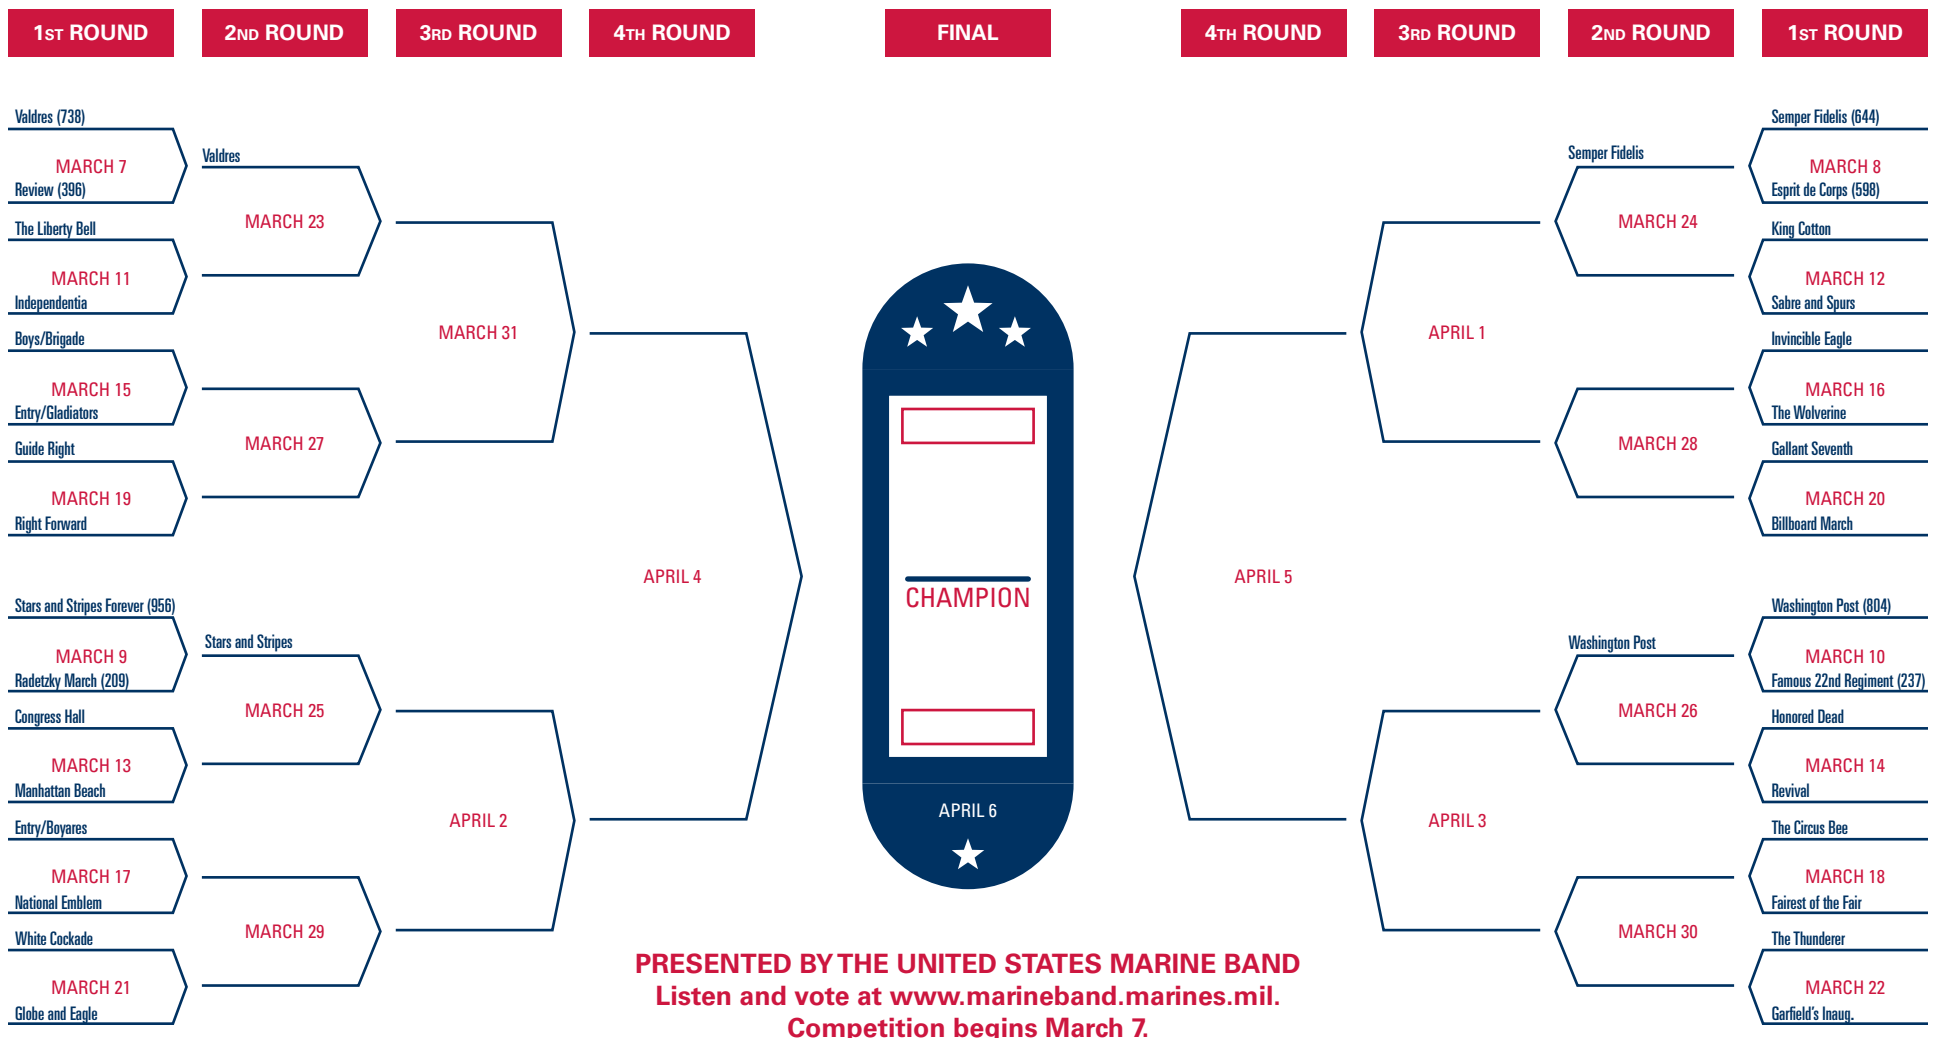 1ST ROUND
2ND ROUND
3RD ROUND
4TH ROUND
FINAL
4TH ROUND
3RD ROUND
2ND ROUND
1ST ROUND
Valdres (738)
MARCH 7
Review (396)
The Liberty Bell
MARCH 11
Independentia
Boys/Brigade
MARCH 15
Entry/Gladiators
Guide Right
MARCH 19
Right Forward
Stars and Stripes Forever (956)
MARCH 9
Radetzky March (209)
Congress Hall
MARCH 13
Manhattan Beach
Entry/Boyares
MARCH 17
National Emblem
White Cockade
MARCH 21
Globe and Eagle
Valdres
MARCH 23
MARCH 27
Stars and Stripes
MARCH 25
MARCH 29
MARCH 31
APRIL 2
APRIL 4
CHAMPION
APRIL 6
APRIL 5
APRIL 1
APRIL 3
Semper Fidelis
MARCH 24
MARCH 28
Washington Post
MARCH 26
MARCH 30
Semper Fidelis (644)
MARCH 8
Esprit de Corps (598)
King Cotton
MARCH 12
Sabre and Spurs
Invincible Eagle
MARCH 16
The Wolverine
Gallant Seventh
MARCH 20
Billboard March
Washington Post (804)
MARCH 10
Famous 22nd Regiment (237)
Honored Dead
MARCH 14
Revival
The Circus Bee
MARCH 18
Fairest of the Fair
The Thunderer
MARCH 22
Garfield's Inaug.
PRESENTED BY THE UNITED STATES MARINE BAND
Listen and vote at www.marineband.marines.mil.
Competition begins March 7.